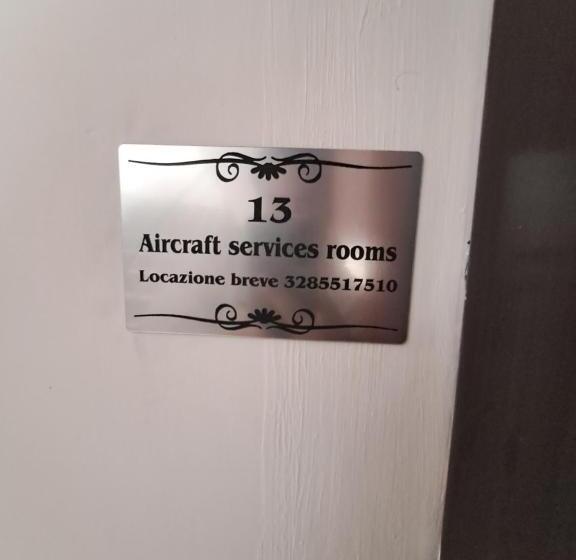 13
Aircraft services rooms
Locazione breve 3285517510